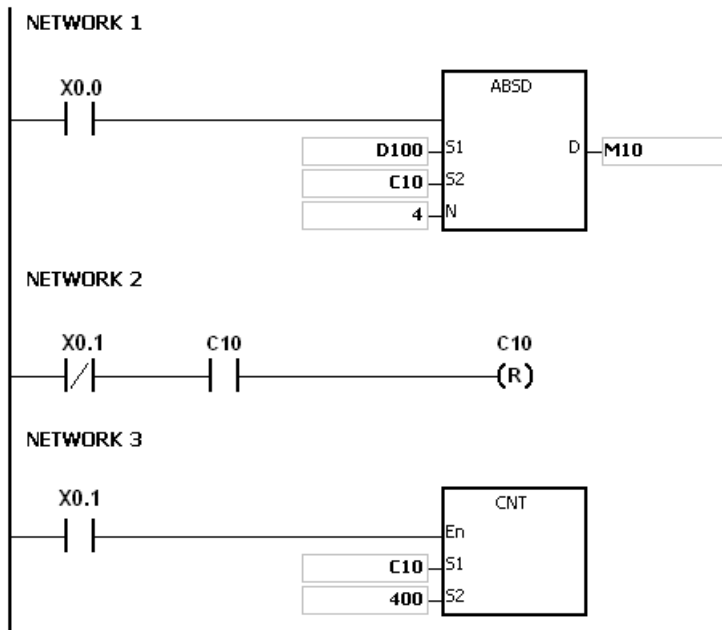 NETWORK 1
X0.0
ABSD
D100 S1 D M10
C10 S2
4 N
NETWORK 2
X0.1 C10 C10
(R)
NETWORK 3
X0.1
CNT
En
C10 S1
400 S2